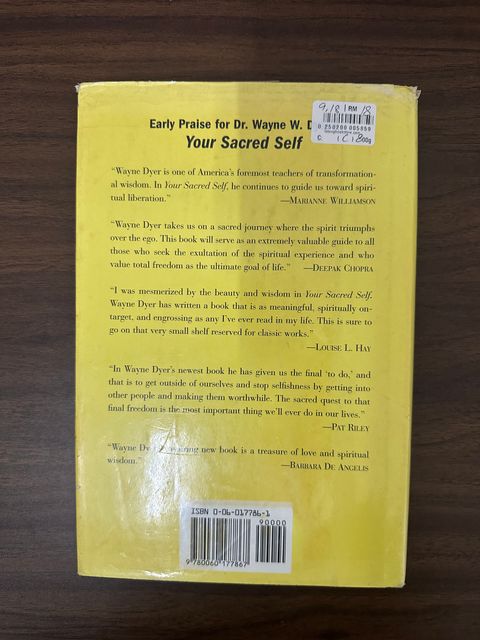 Early Praise for Dr. Wayne W. D
Your Sacred Self
9.18 RM 18
0 250200 005059
C.
"Wayne Dyer is one of America's foremost teachers of transformation-
al wisdom. In Your Sacred Self, he continues to guide us toward spiri-
tual liberation."
—MARIANNE WILLIAMSON
"Wayne Dyer takes us on a sacred journey where the spirit triumphs
over the ego. This book will serve as an extremely valuable guide to all
those who seek the exultation of the spiritual experience and who
value total freedom as the ultimate goal of life."
—DEEPAK CHOPRA
"I was mesmerized by the beauty and wisdom in Your Sacred Self.
Wayne Dyer has written a book that is as meaningful, spiritually on-
target, and engrossing as any I've ever read in my life. This is sure to
go on that very small shelf reserved for classic works."
—LOUISE L. HAY
"In Wayne Dyer's newest book he has given us the final 'to do,' and
that is to get outside of ourselves and stop selfishness by getting into
other people and making them worthwhile. The sacred quest to that
final freedom is the most important thing we'll ever do in our lives."
—PAT RILEY
"Wayne Dy new book is a treasure of love and spiritual
wisdom."
—BARBARA DE ANGELIS
ISBN 0-06-017786-1
90000
9 780060 177867